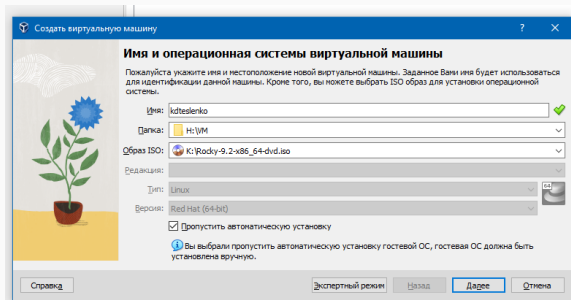 Создать виртуальную машину
Имя и операционная системы виртуальной машины
Пожалуйста укажите имя и местоположение новой виртуальной машины. Заданное Вами имя будет использоваться
для идентификации данной машины. Кроме того, вы можете выбрать ISO образ для установки операционной
системы.
Имя: kdteslenko
Папка: H:\VM
Образ ISO: K:\Rocky-9.2-x86_64-dvd.iso
Редакция:
Тип: Linux
64
Версия: Red Hat (64-bit)
Пропустить автоматическую установку
Вы выбрали пропустить автоматическую установку гостевой ОС, гостевая ОС должна быть
установлена вручную.
Справка Экспертный режим Назад Далее Отмена